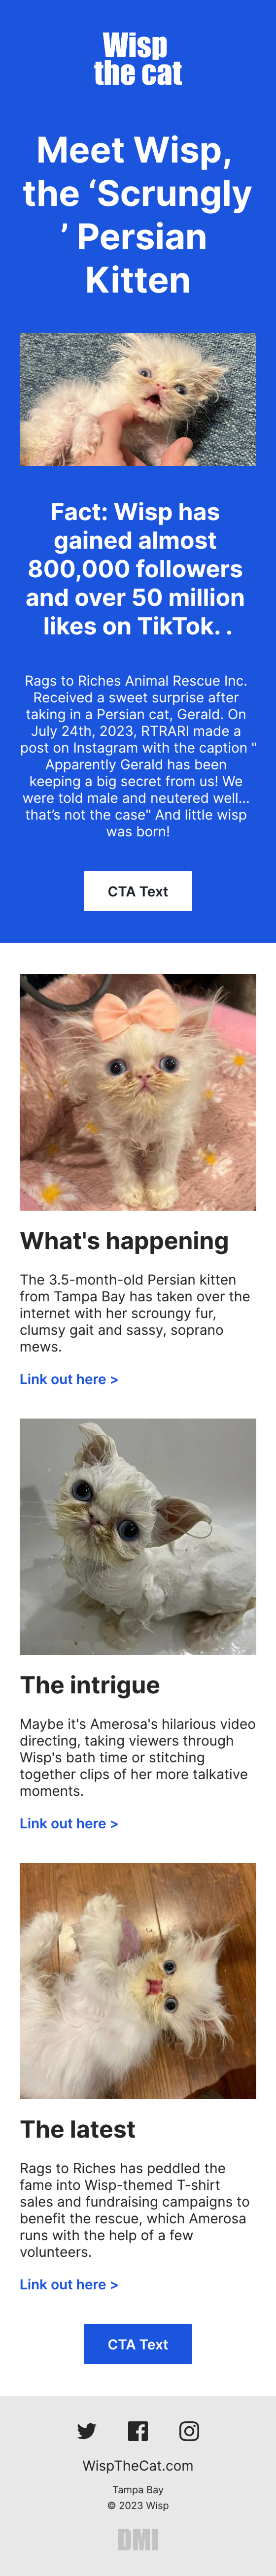 Wisp
the cat
Meet Wisp,
the ‘Scrungly
’ Persian
Kitten
Fact: Wisp has
gained almost
800,000 followers
and over 50 million
likes on TikTok. .
Rags to Riches Animal Rescue Inc.
Received a sweet surprise after
taking in a Persian cat, Gerald. On
July 24th, 2023, RTRARI made a
post on Instagram with the caption "
Apparently Gerald has been
keeping a big secret from us! We
were told male and neutered well...
that’s not the case" And little wisp
was born!
CTA Text
What's happening
The 3.5-month-old Persian kitten
from Tampa Bay has taken over the
internet with her scroungy fur,
clumsy gait and sassy, soprano
mews.
Link out here >
The intrigue
Maybe it's Amerosa's hilarious video
directing, taking viewers through
Wisp's bath time or stitching
together clips of her more talkative
moments.
Link out here >
The latest
Rags to Riches has peddled the
fame into Wisp-themed T-shirt
sales and fundraising campaigns to
benefit the rescue, which Amerosa
runs with the help of a few
volunteers.
Link out here >
CTA Text
WispTheCat.com
Tampa Bay
© 2023 Wisp
DMI